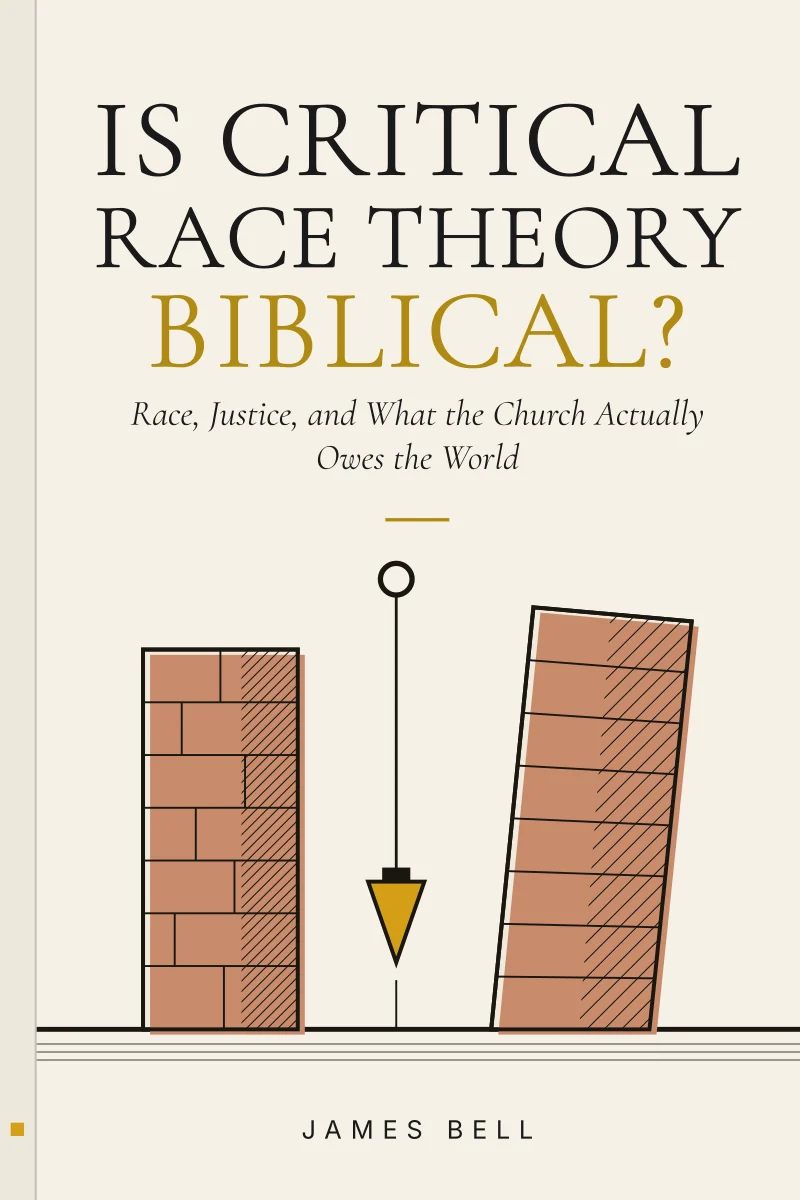 IS CRITICAL
RACE THEORY
BIBLICAL?
Race, Justice, and What the Church Actually
Owes the World
JAMES BELL